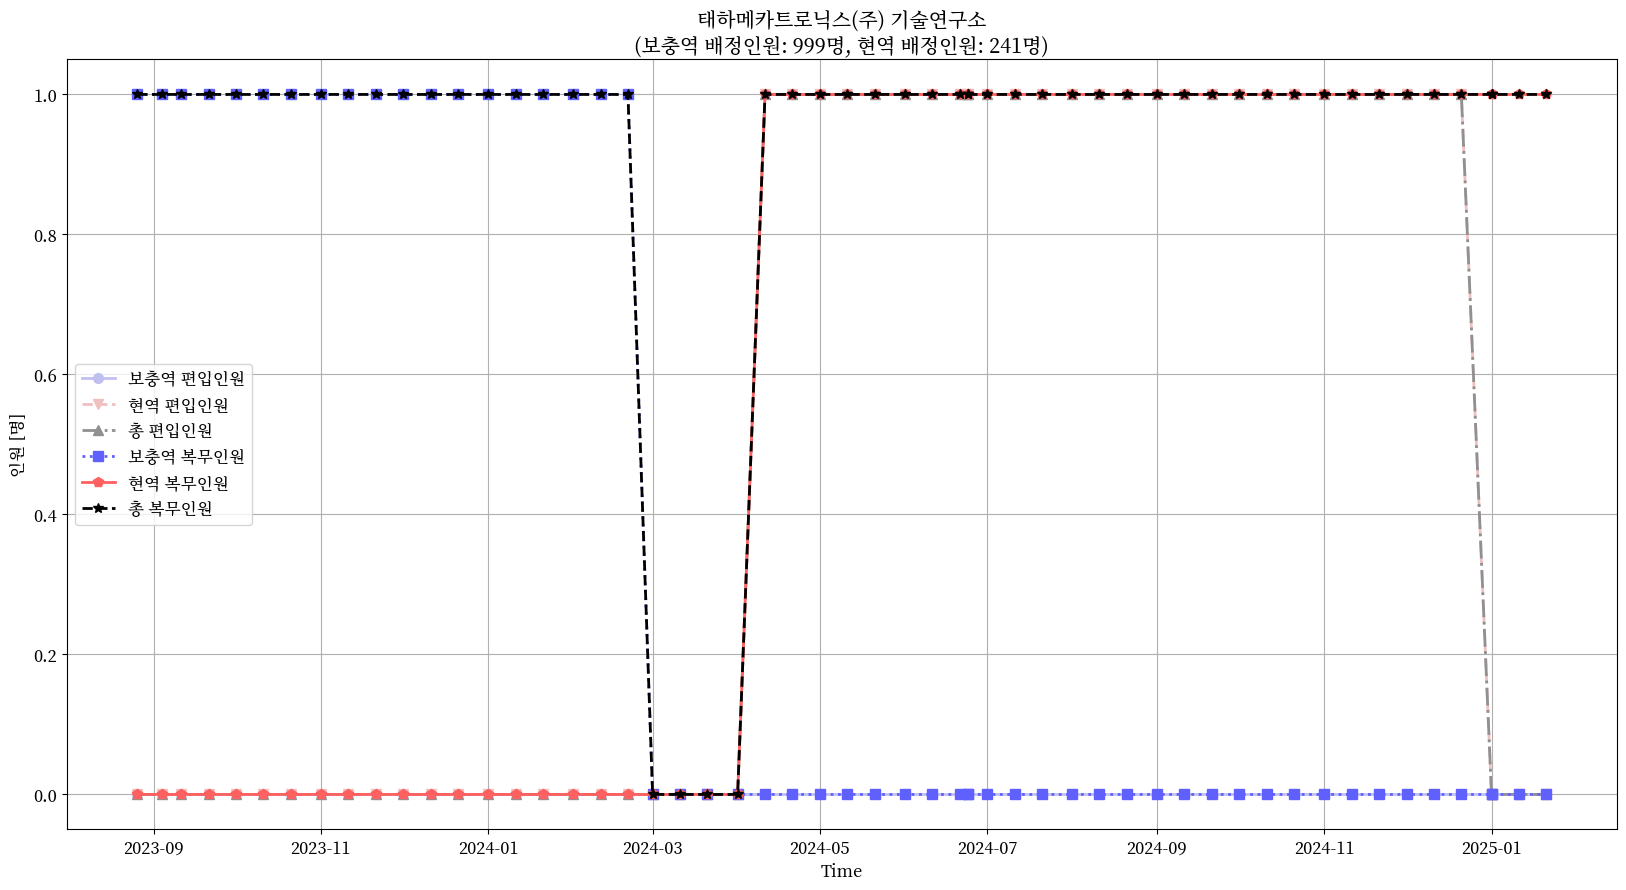 태하메카트로닉스(주) 기술연구소
(보충역 배정인원: 999명, 현역 배정인원: 241명)
1.0
0.8
0.6
0.4
0.2
0.0
인원 [명]
보충역 편입인원
현역 편입인원
총 편입인원
보충역 복무인원
현역 복무인원
총 복무인원
2023-09 2023-11 2024-01 2024-03 2024-05 2024-07 2024-09 2024-11 2025-01
Time